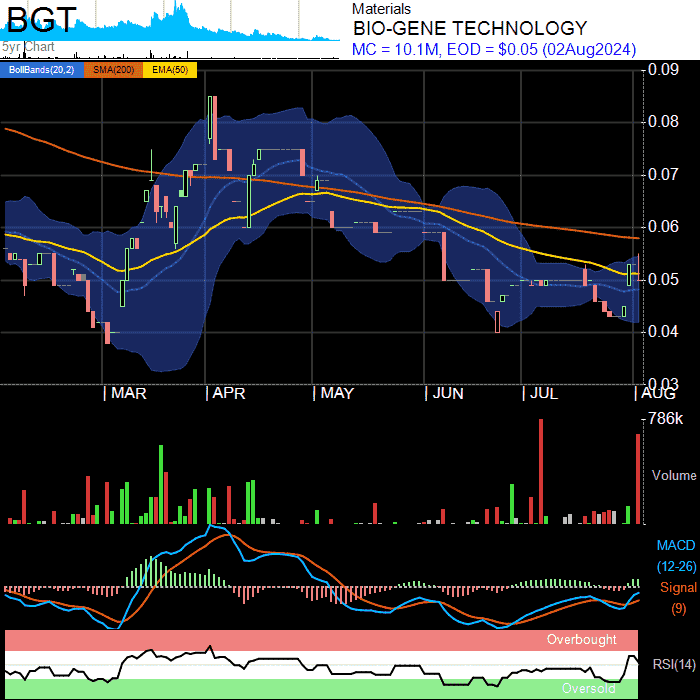 BGT
5yr Chart
Materials
BIO-GENE TECHNOLOGY
MC = 10.1M, EOD = $0.05 (02Aug2024)
BollBands(20,2) SMA(200) EMA(50)
0.09
0.08
0.07
0.06
0.05
0.04
0.03
MAR APR MAY JUN JUL AUG
786k
Volume
MACD
(12-26)
Signal
(9)
Overbought
RSI(14)
Oversold